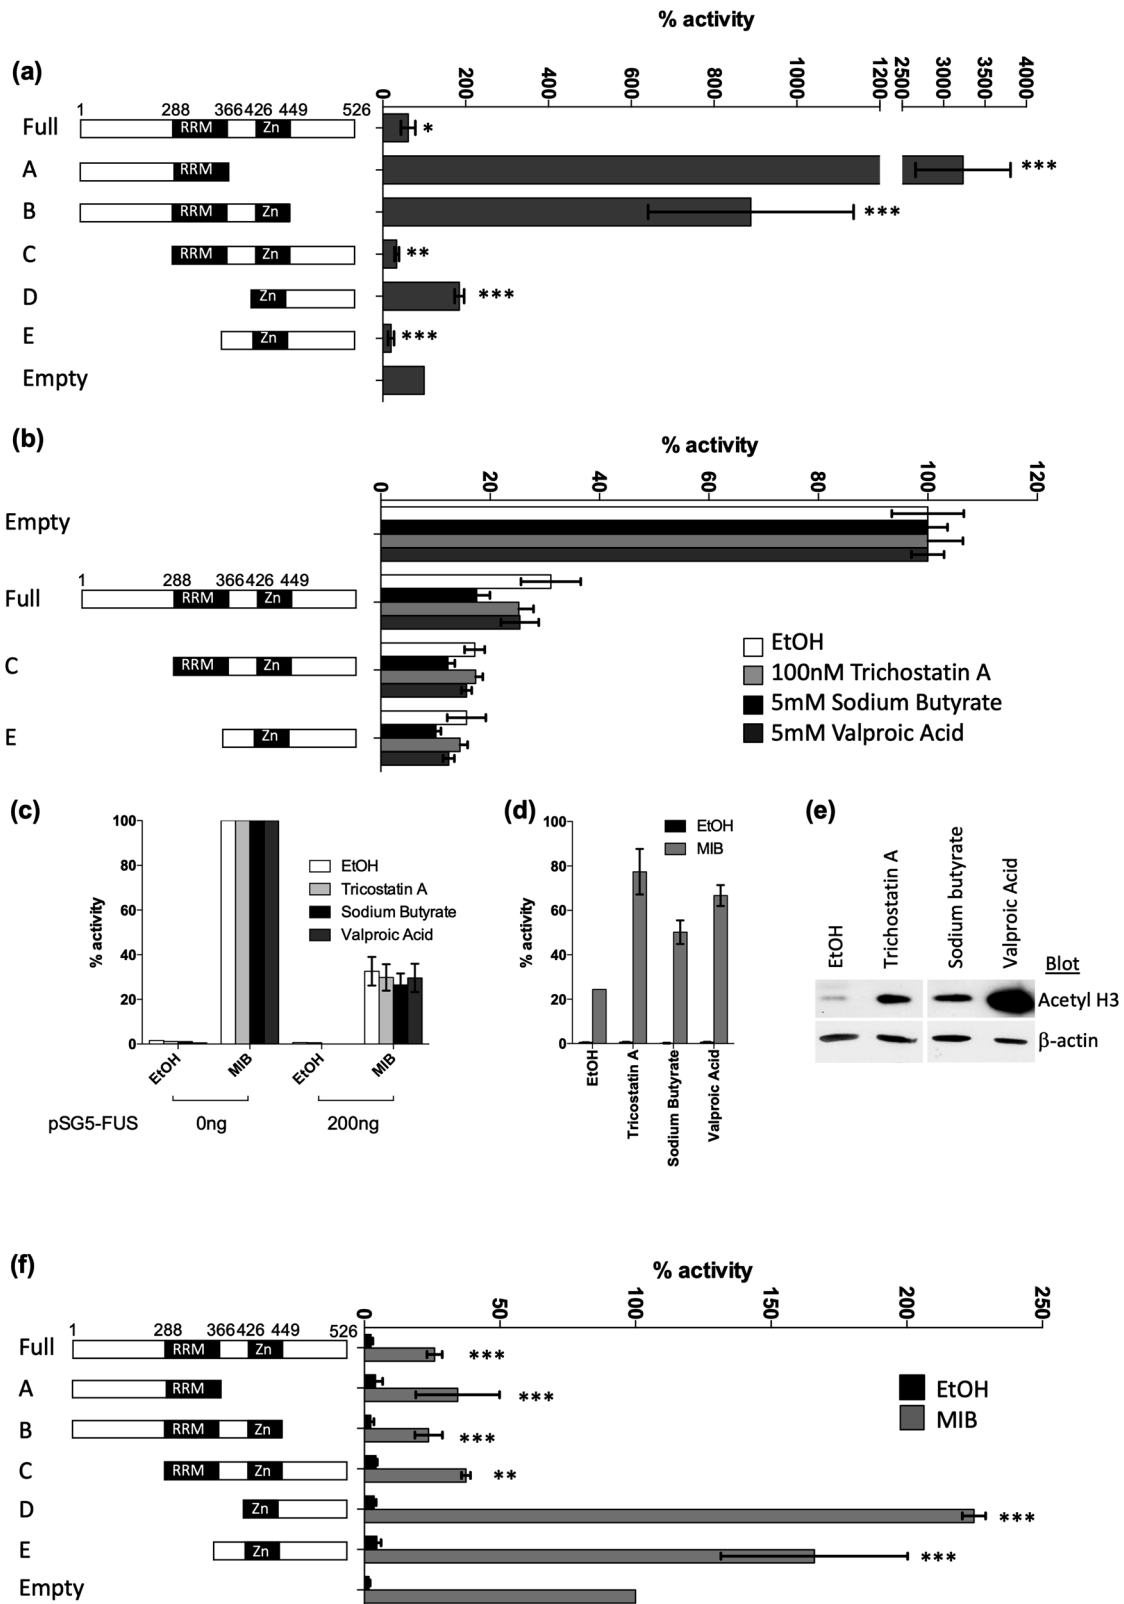 % activity
(a)
0 200 400 600 800 1000 1200 2500 3000 3500 4000
1 288 366 426 449 526
Full RRM Zn *
A RRM ***
B RRM Zn ***
C RRM Zn **
D Zn ***
E Zn ***
Empty
(b)
% activity
0 20 40 60 80 100 120
Empty
1 288 366 426 449
Full RRM Zn
C RRM Zn
E Zn
EtOH
100nM Trichostatin A
5mM Sodium Butyrate
5mM Valproic Acid
(c)
% activity
100
80
60
40
20
0
EtOH
Tricostatin A
Sodium Butyrate
Valproic Acid
EtOH MIB EtOH MIB
pSG5-FUS 0ng 200ng
(d)
% activity
100
80
60
40
20
0
EtOH
MIB
EtOH
Tricostatin A
Sodium Butyrate
Valproic Acid
(e)
EtOH
Trichostatin A
Sodium butyrate
Valproic Acid
Blot
Acetyl H3
β-actin
(f)
% activity
0 50 100 150 200 250
1 288 366 426 449 526
Full RRM Zn ***
A RRM ***
B RRM Zn ***
C RRM Zn **
D Zn ***
E Zn ***
Empty
EtOH
MIB